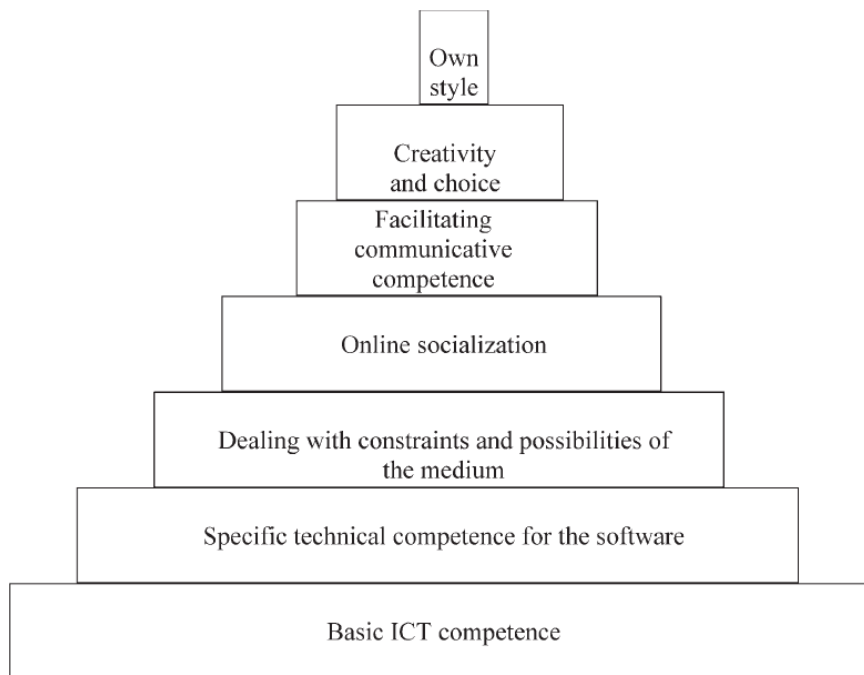 Own
style
Creativity
and choice
Facilitating
communicative
competence
Online socialization
Dealing with constraints and possibilities of
the medium
Specific technical competence for the software
Basic ICT competence